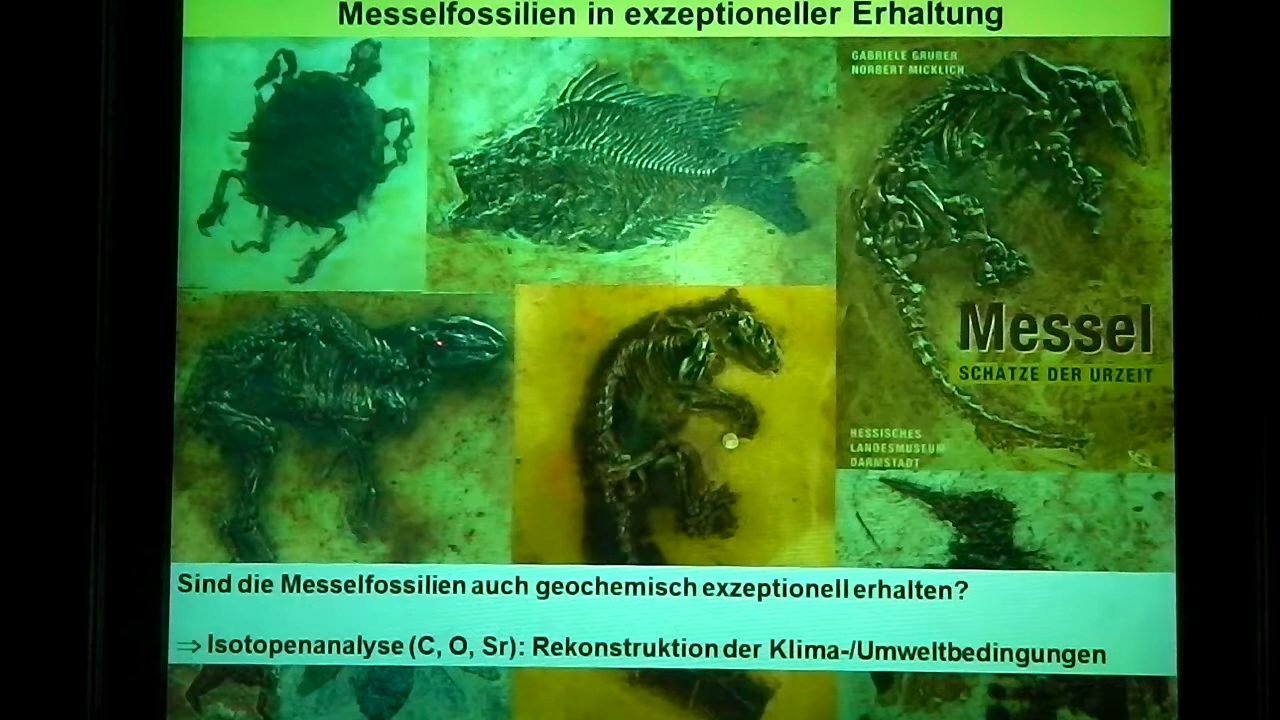 Messelfossilien in exzeptioneller Erhaltung
GABRIELE GRUBER
NORBERT MICKLICH
Messel
SCHÄTZE DER URZEIT
HESSISCHES
LANDESMUSEUM
DARMSTADT
Sind die Messelfossilien auch geochemisch exzeptionell erhalten?
⇒ Isotopenanalyse (C, O, Sr): Rekonstruktion der Klima-/Umweltbedingungen